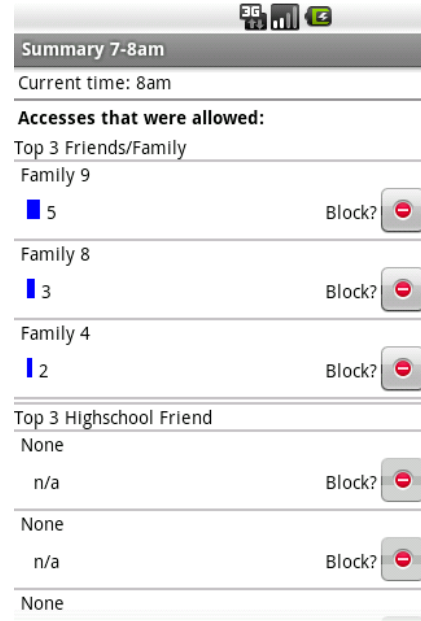 3G
Summary 7-8am
Current time: 8am
Accesses that were allowed:
Top 3 Friends/Family
Family 9
5 Block?
Family 8
3 Block?
Family 4
2 Block?
Top 3 Highschool Friend
None
n/a Block?
None
n/a Block?
None